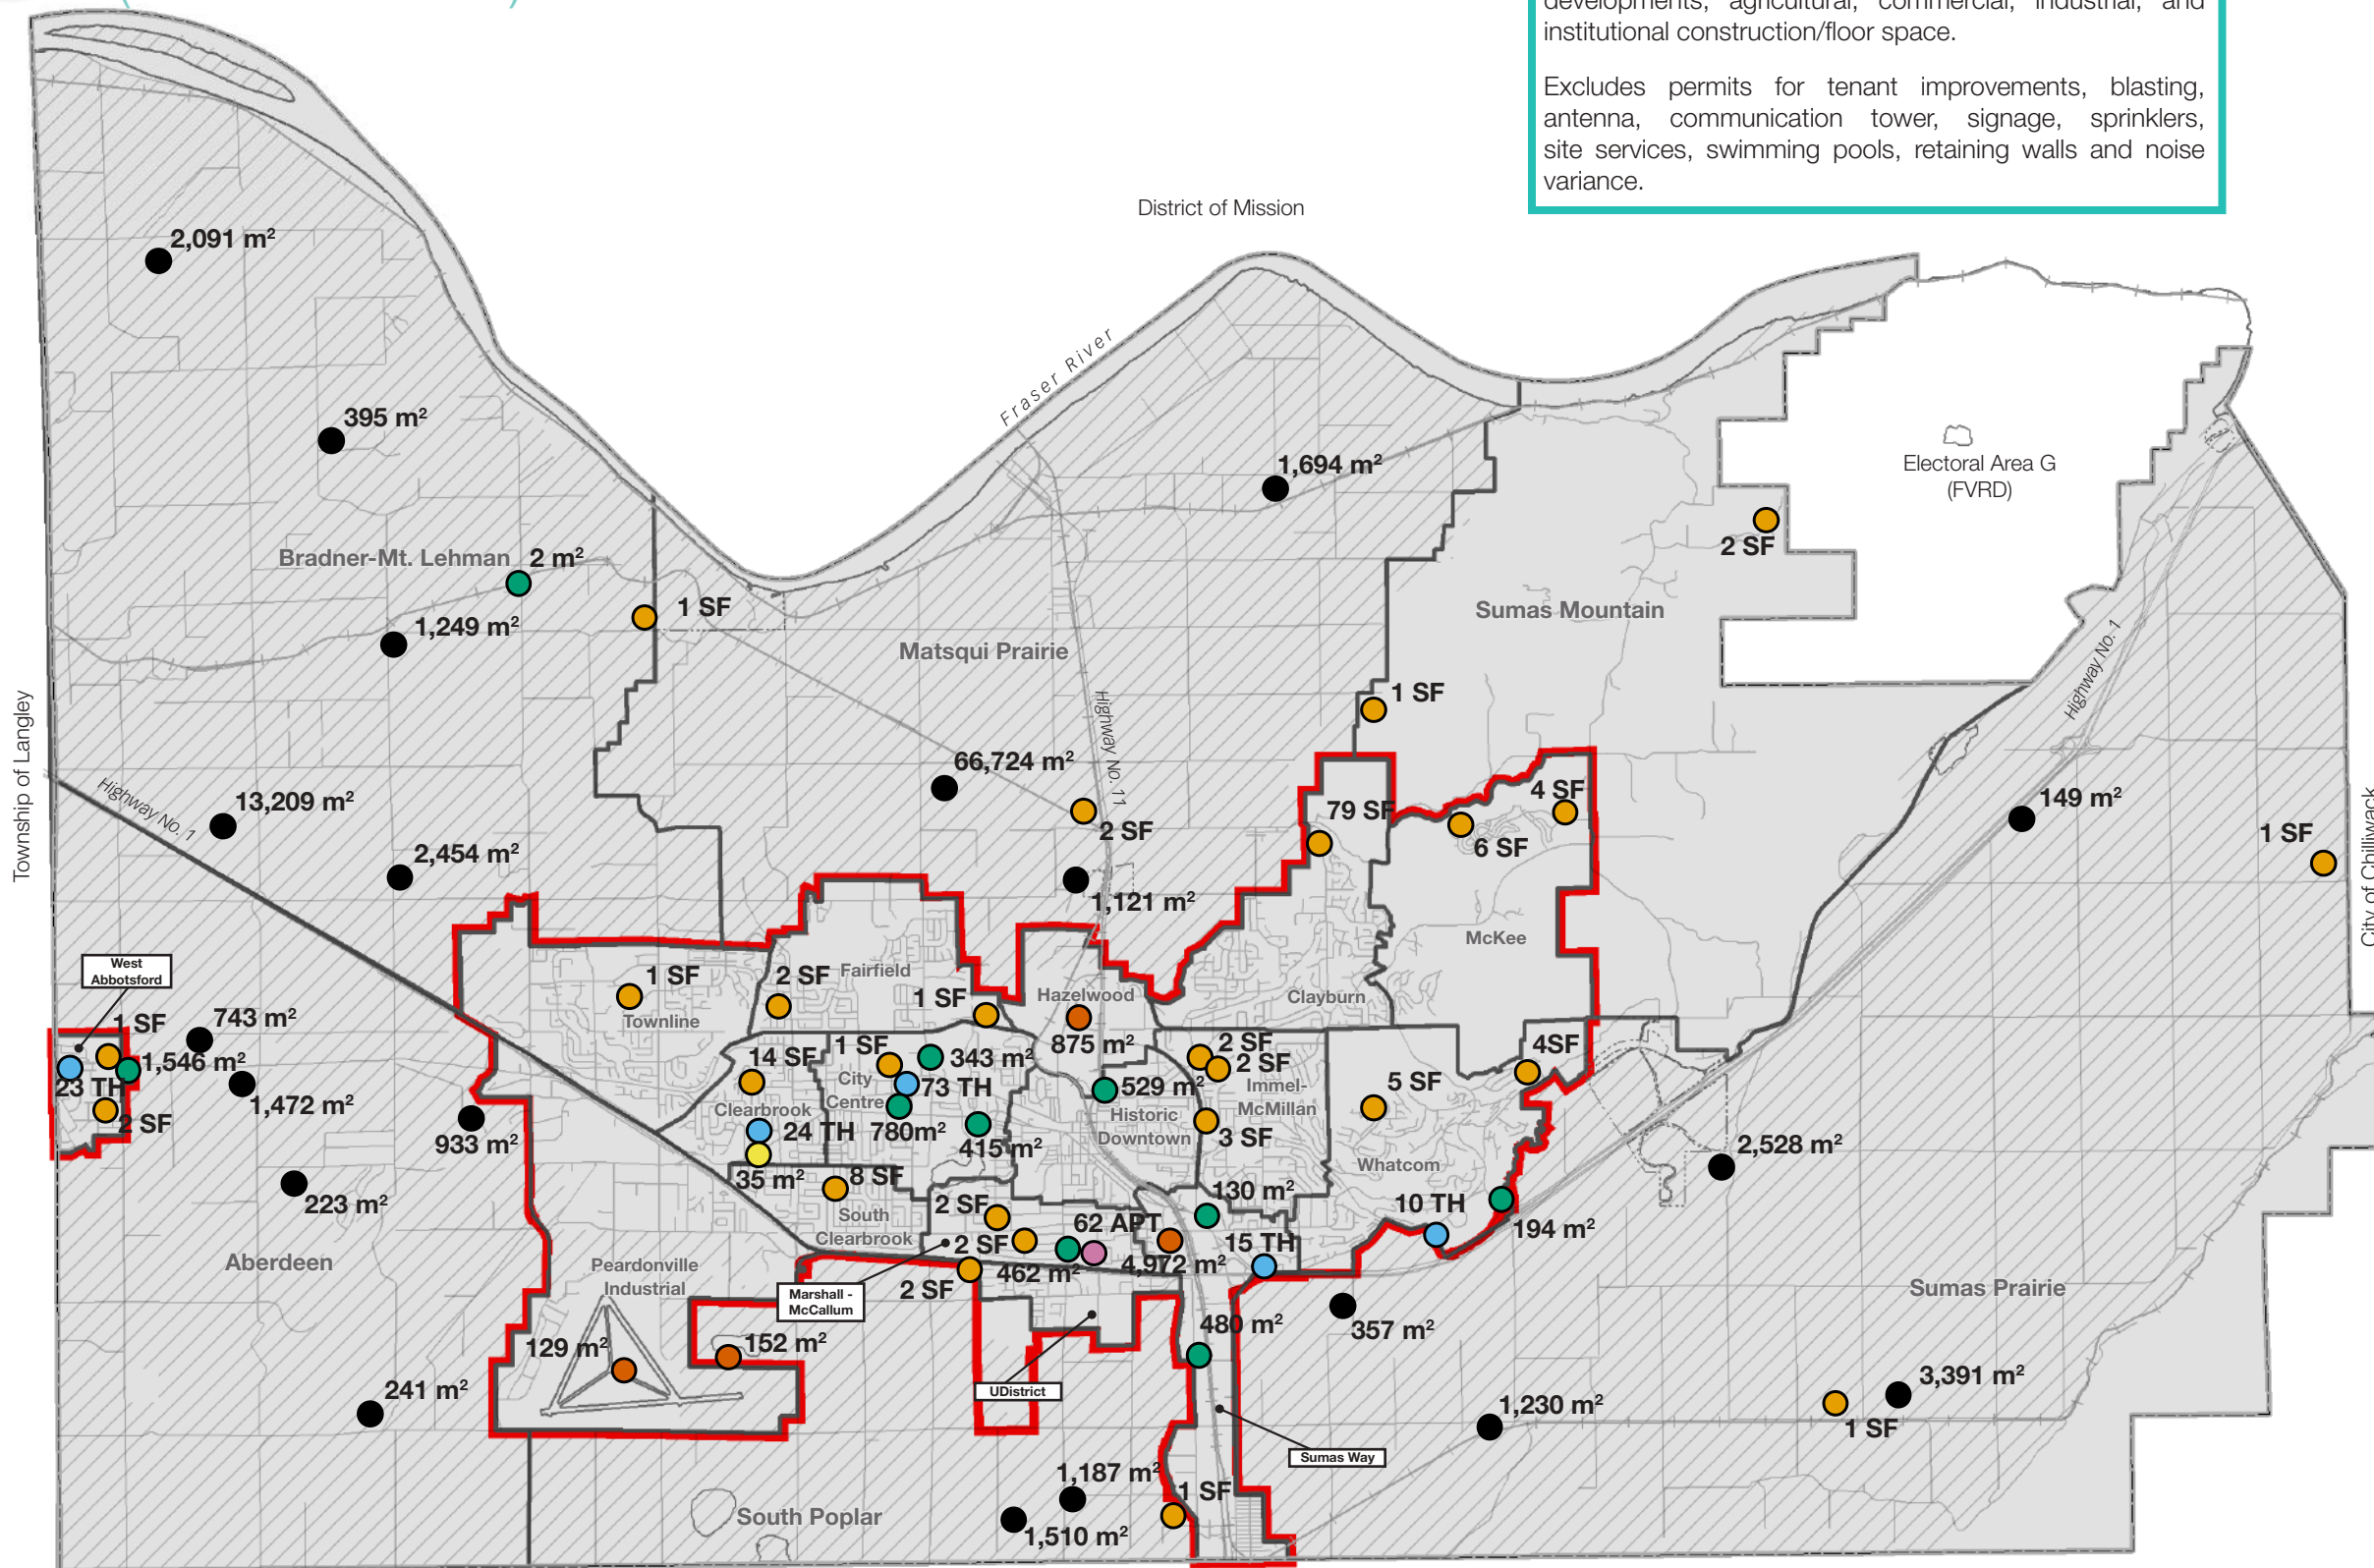 developments, agricultural, commercial, industrial, and
institutional construction/floor space.
Excludes permits for tenant improvements, blasting,
antenna, communication tower, signage, sprinklers,
site services, swimming pools, retaining walls and noise
variance.
District of Mission
2,091 m²
395 m²
Fraser River
1,694 m²
Electoral Area G
(FVRD)
2 SF
Bradner-Mt. Lehman
2 m²
1 SF
1,249 m²
Sumas Mountain
Matsqui Prairie
Highway No. 1
Township of Langley
1 SF
Highway No. 11
66,724 m²
Highway No. 1
13,209 m²
2 SF
79 SF
4 SF
6 SF
149 m²
1 SF
City of Chilliwack
2,454 m²
1,121 m²
McKee
West
Abbotsford
1 SF
Townline
2 SF
Fairfield
1 SF
Hazelwood
875 m²
Clayburn
743 m²
1 SF
1,546 m²
23 TH
2 SF
1,472 m²
933 m²
14 SF
1 SF
343 m²
City
Centre
73 TH
529 m²
2 SF
2 SF
Immel-
McMillan
4SF
5 SF
Clearbrook
24 TH
780m²
415 m²
Historic
Downtown
3 SF
Whatcom
2,528 m²
35 m²
8 SF
223 m²
South
Clearbrook
2 SF
2 SF
62 APT
130 m²
10 TH
194 m²
15 TH
4,972 m²
462 m²
2 SF
Aberdeen
Peardonville
Industrial
Marshall -
McCallum
Sumas Prairie
129 m²
152 m²
480 m²
357 m²
UDistrict
241 m²
3,391 m²
1 SF
1,230 m²
Sumas Way
1,187 m²
1 SF
South Poplar
1,510 m²